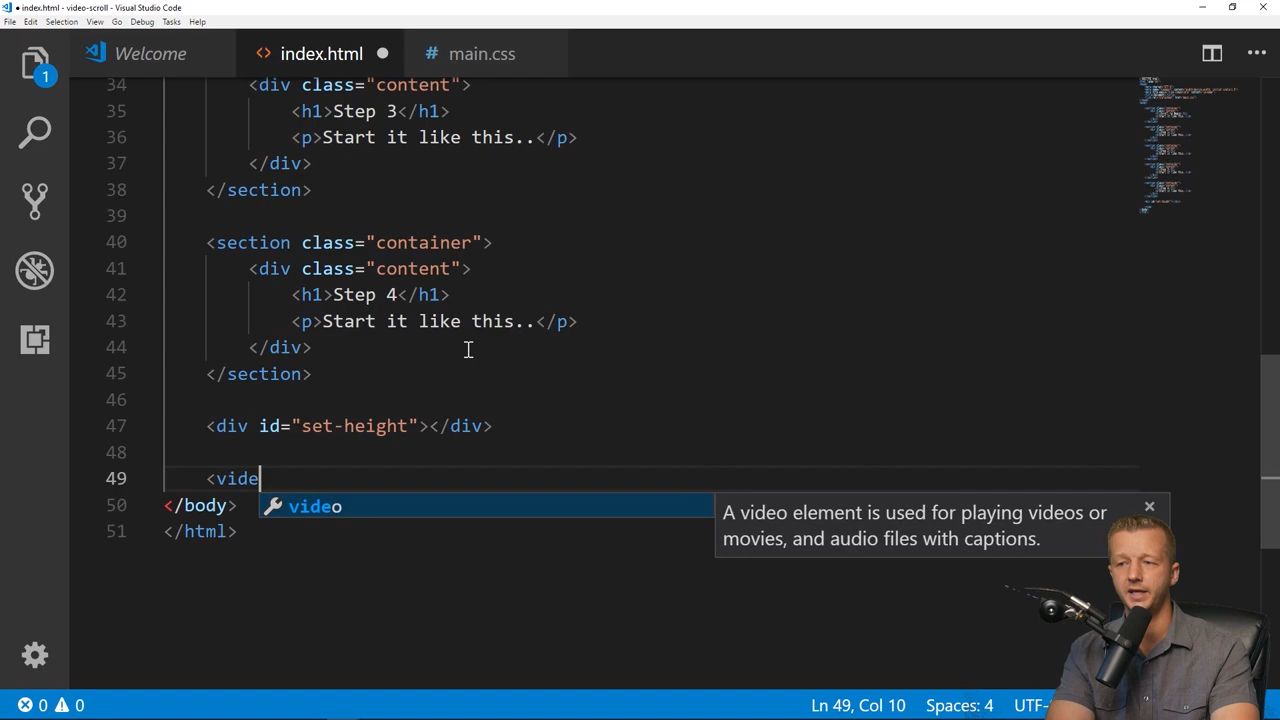 index.html - video-scroll - Visual Studio Code
File Edit Selection View Go Debug Tasks Help
1
Welcome
<> index.html
# main.css
34 <div class="content">
35 <h1>Step 3</h1>
36 <p>Start it like this..</p>
37 </div>
38 </section>
39
40 <section class="container">
41 <div class="content">
42 <h1>Step 4</h1>
43 <p>Start it like this..</p>
44 </div>
45 </section>
46
47 <div id="set-height"></div>
48
49 <vide
50 </body>
video
A video element is used for playing videos or
movies, and audio files with captions.
51 </html>
0 0
Ln 49, Col 10 Spaces: 4 UTF-